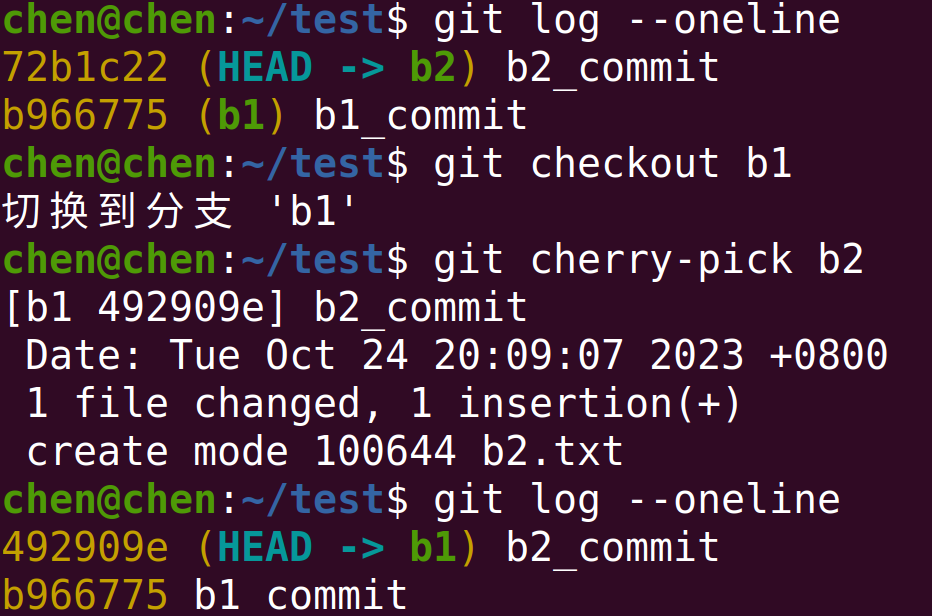 chen@chen:~/test$ git log --oneline
72b1c22 (HEAD -> b2) b2_commit
b966775 (b1) b1_commit
chen@chen:~/test$ git checkout b1
切换到分支 'b1'
chen@chen:~/test$ git cherry-pick b2
[b1 492909e] b2_commit
 Date: Tue Oct 24 20:09:07 2023 +0800
 1 file changed, 1 insertion(+)
 create mode 100644 b2.txt
chen@chen:~/test$ git log --oneline
492909e (HEAD -> b1) b2_commit
b966775 b1 commit